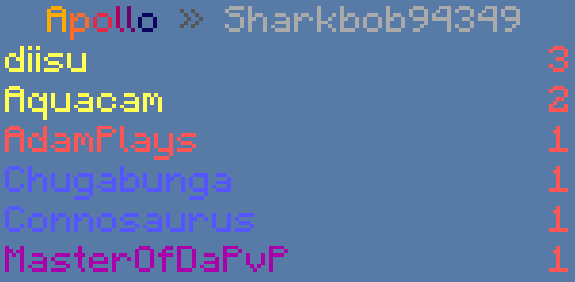 Apollo » Sharkbob94349
diisu 3
Aquacam 2
AdamPlays 1
Chugabunga 1
Connosaurus 1
MasterOfDaPvP 1